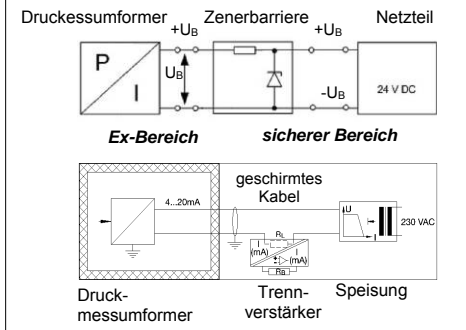 Druckessumformer Zenerbarriere Netzteil
+UB +UB
P
I
UB
24 V DC
-UB
Ex-Bereich sicherer Bereich
geschirmtes
Kabel
4...20mA
U
I
230 VAC
RL
I
(mA)
I
(mA)
RB
Druck-
messumformer
Trenn-
verstärker
Speisung